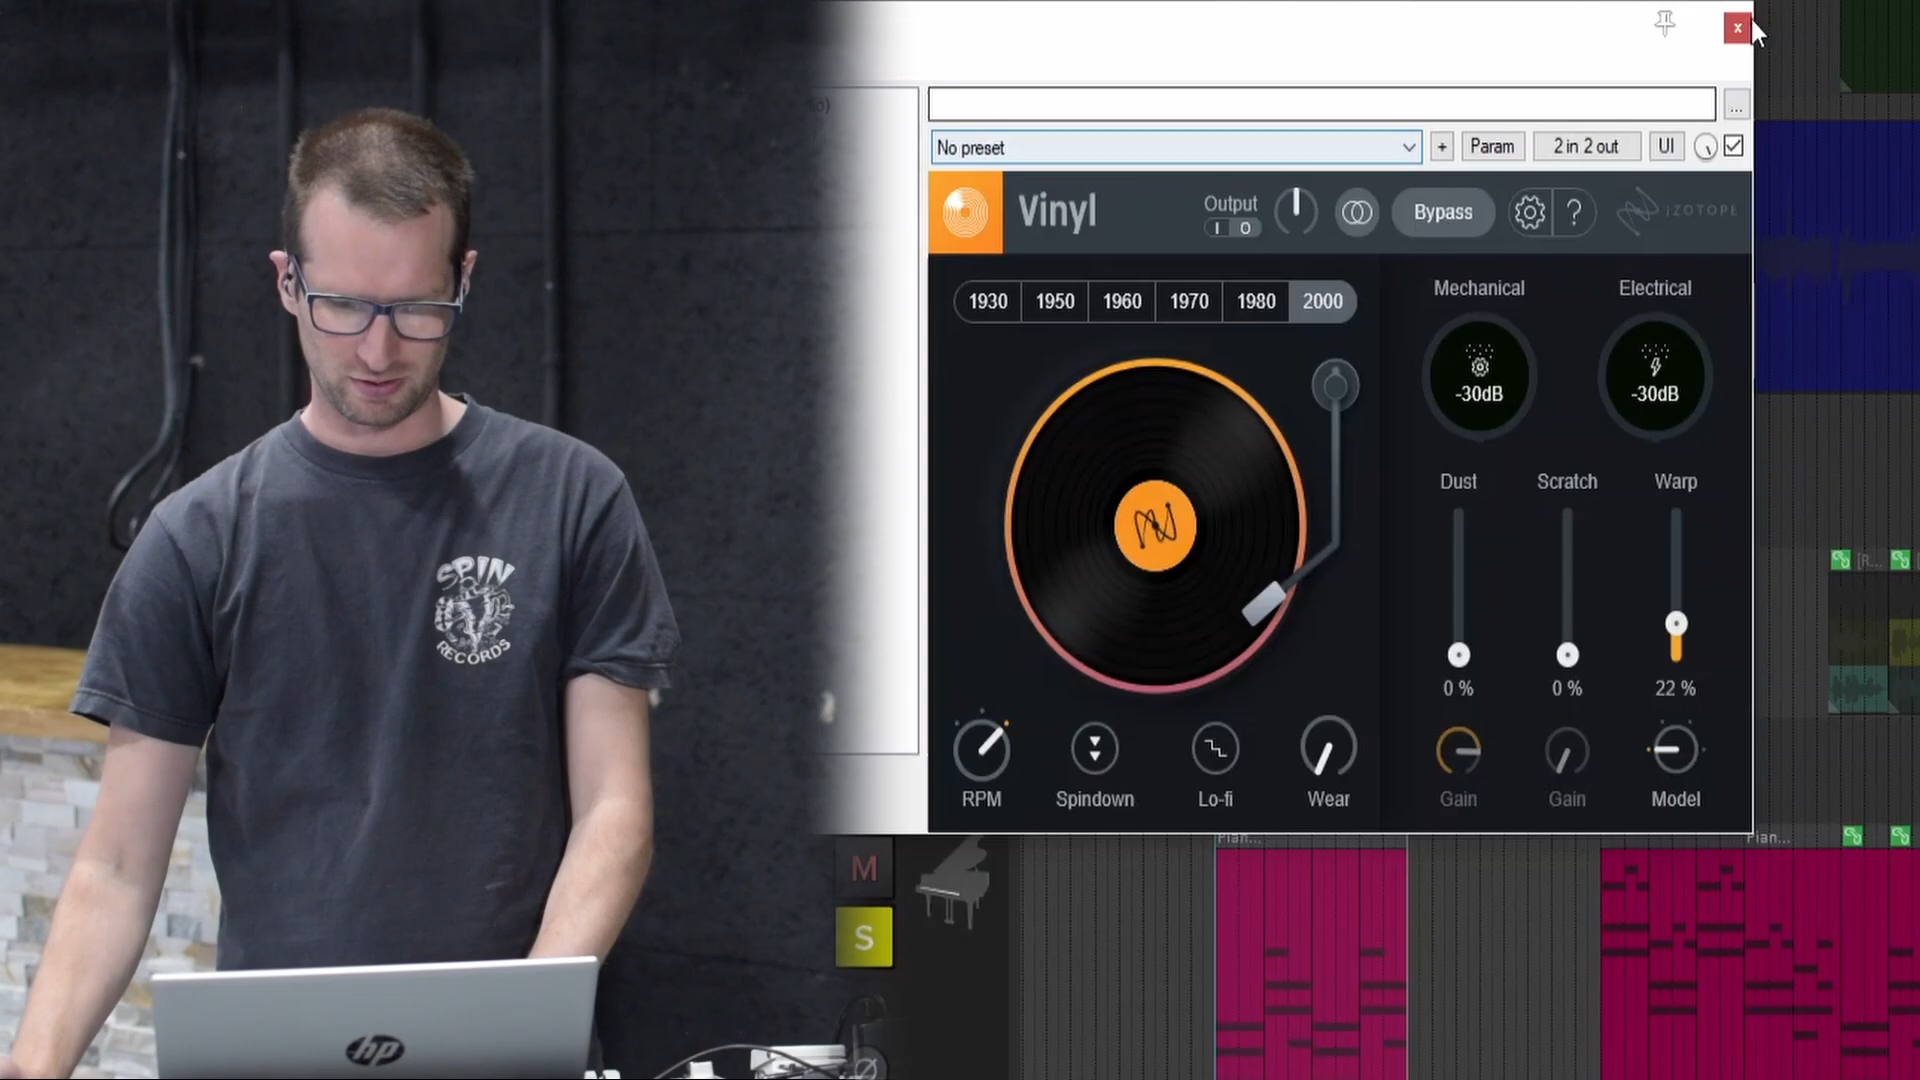 x
...
No preset
+
Param
2 in 2 out
UI
Vinyl
Output
I O
Bypass
?
iZOTOPE
1930
1950
1960
1970
1980
2000
Mechanical
Electrical
-30dB
-30dB
Dust
Scratch
Warp
0 %
0 %
22 %
RPM
Spindown
Lo-fi
Wear
Gain
Gain
Model
SPIN
RECORDS
[R...
Pian...
Pian...
M
S
hp